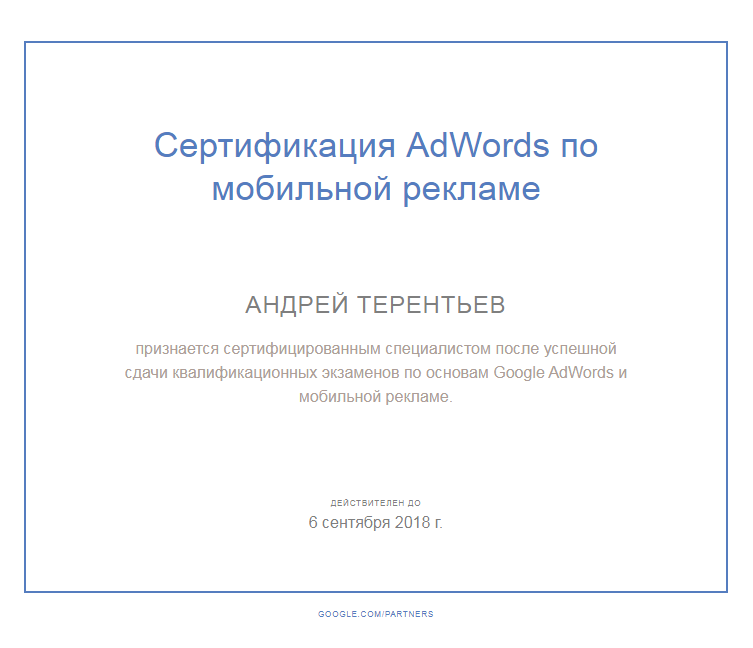 Сертификация AdWords по
мобильной рекламе
АНДРЕЙ ТЕРЕНТЬЕВ
признается сертифицированным специалистом после успешной
сдачи квалификационных экзаменов по основам Google AdWords и
мобильной рекламе.
ДЕЙСТВИТЕЛЕН ДО
6 сентября 2018 г.
GOOGLE.COM/PARTNERS